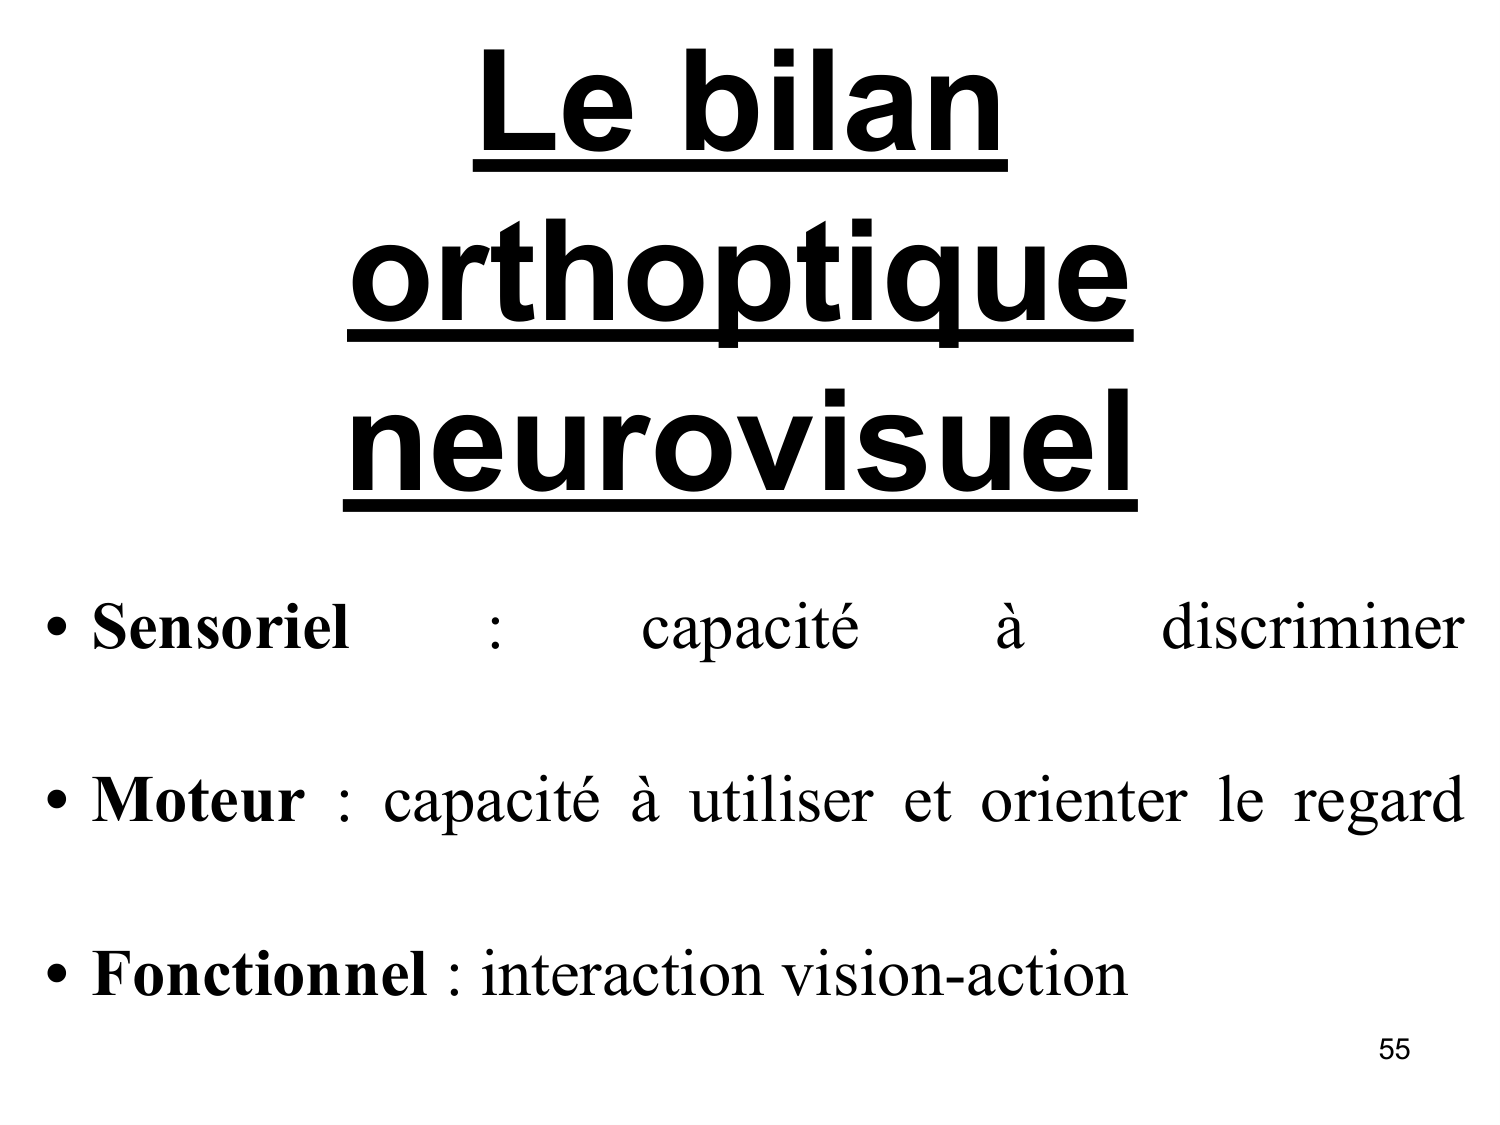 Le bilan
orthoptique
neurovisuel
• Sensoriel : capacité à discriminer
• Moteur : capacité à utiliser et orienter le regard
• Fonctionnel : interaction vision-action
55